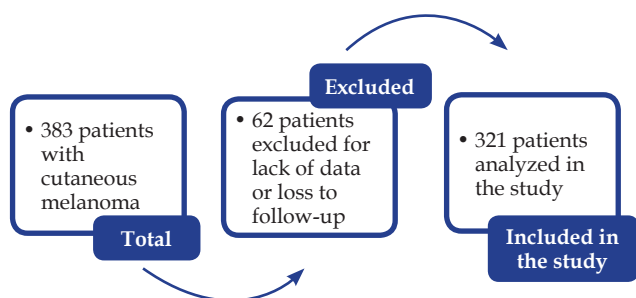 • 383 patients
with
cutaneous
melanoma
Total
Excluded
• 62 patients
excluded for
lack of data
or loss to
follow-up
• 321 patients
analyzed in
the study
Included in
the study